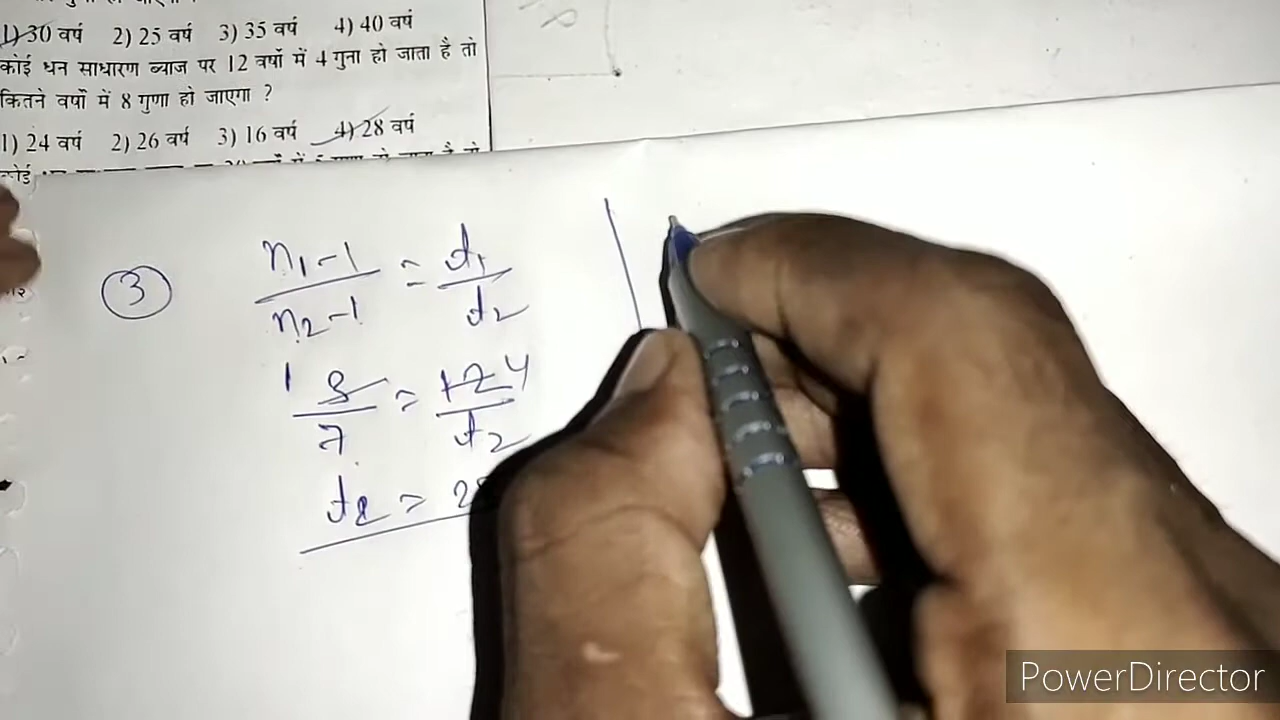 1) 30 वर्ष 2) 25 वर्ष 3) 35 वर्ष 4) 40 वर्ष
कोई धन साधारण ब्याज पर 12 वर्षों में 4 गुना हो जाता है तो
कितने वर्षों में 8 गुणा हो जाएगा ?
1) 24 वर्ष 2) 26 वर्ष 3) 16 वर्ष 4) 28 वर्ष
3
n1-1 / n2-1 = t1 / t2
1 3 / 7 = 12 4 / t2
t2 = 28
PowerDirector